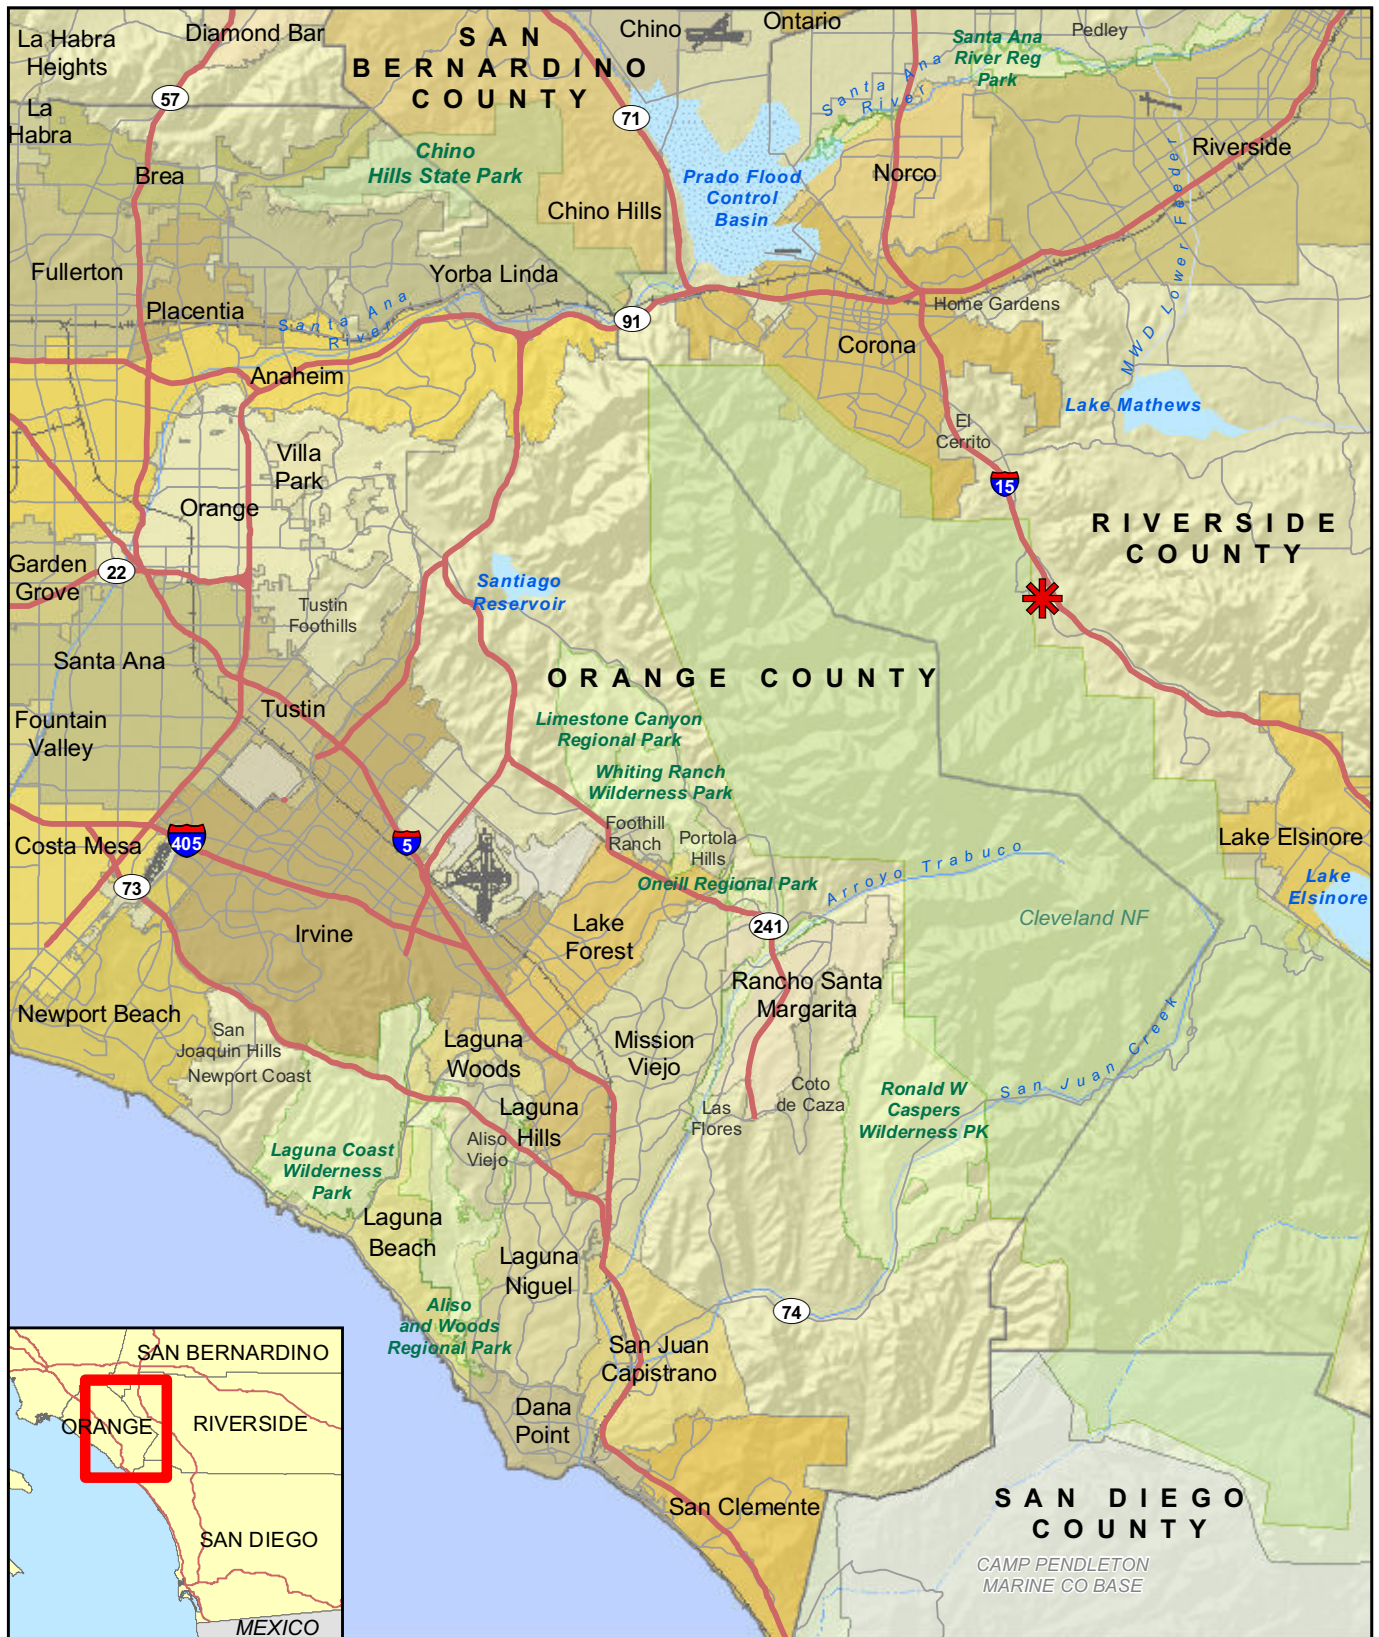 La Habra
Heights
Diamond Bar
SAN
BERNARDINO
COUNTY
Chino
Ontario
Santa Ana
River Reg
Park
Pedley
57
La
Habra
71
Santa Ana
River
Brea
Chino
Hills State Park
Prado Flood
Control
Basin
Norco
Riverside
Chino Hills
MWD Lower Feeder
Fullerton
Yorba Linda
Placentia
Santa Ana
River
91
Home Gardens
Corona
Anaheim
Lake Mathews
El
Cerrito
Villa
Park
Orange
15
RIVERSIDE
COUNTY
Garden
Grove
22
Santiago
Reservoir
Tustin
Foothills
Santa Ana
ORANGE COUNTY
Tustin
Fountain
Valley
Limestone Canyon
Regional Park
Whiting Ranch
Wilderness Park
Foothill
Ranch
Portola
Hills
Costa Mesa
405
5
Lake Elsinore
Lake
Elsinore
73
Oneill Regional Park
Arroyo Trabuco
Cleveland NF
Irvine
Lake
Forest
241
Rancho Santa
Margarita
Newport Beach
San
Joaquin Hills
Newport Coast
Laguna
Woods
Mission
Viejo
San Juan Creek
Coto
de Caza
Ronald W
Caspers
Wilderness PK
Las
Flores
Laguna
Hills
Aliso
Viejo
Laguna Coast
Wilderness
Park
Laguna
Beach
Laguna
Niguel
Aliso
and Woods
Regional Park
74
San Juan
Capistrano
Dana
Point
San Clemente
SAN DIEGO
COUNTY
CAMP PENDLETON
MARINE CO BASE
SAN BERNARDINO
ORANGE
RIVERSIDE
SAN DIEGO
MEXICO